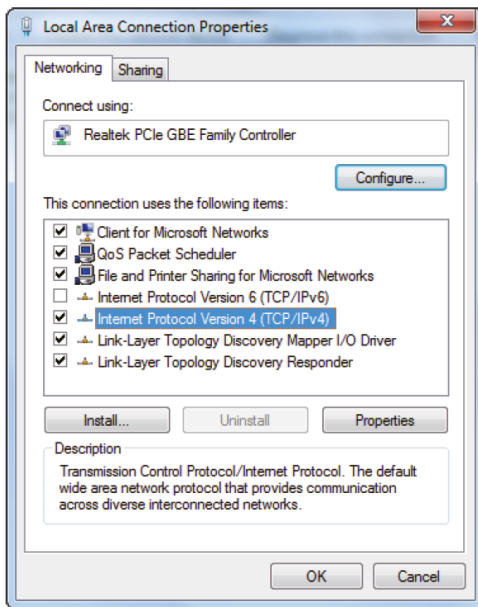 Local Area Connection Properties
Networking
Sharing
Connect using:
Realtek PCIe GBE Family Controller
Configure...
This connection uses the following items:
Client for Microsoft Networks
QoS Packet Scheduler
File and Printer Sharing for Microsoft Networks
Internet Protocol Version 6 (TCP/IPv6)
Internet Protocol Version 4 (TCP/IPv4)
Link-Layer Topology Discovery Mapper I/O Driver
Link-Layer Topology Discovery Responder
Install...
Uninstall
Properties
Description
Transmission Control Protocol/Internet Protocol. The default
wide area network protocol that provides communication
across diverse interconnected networks.
OK
Cancel